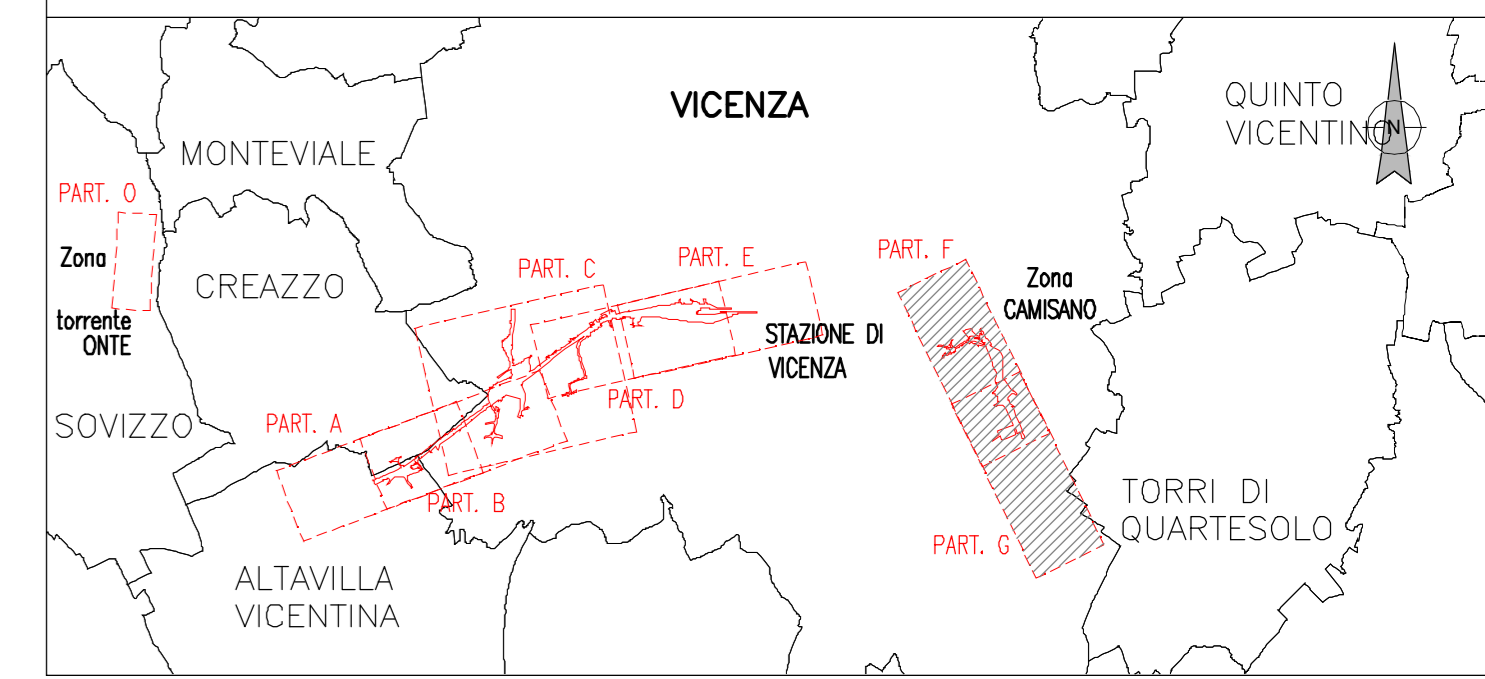 VICENZA
QUINTO
VICENTINO
N
MONTEVIALE
PART. O
Zona
torrente
ONTE
CREAZZO
PART. C
PART. E
PART. F
Zona
CAMISANO
STAZIONE DI
VICENZA
PART. D
SOVIZZO
PART. A
PART. B
PART. G
TORRI DI
QUARTESOLO
ALTAVILLA
VICENTINA